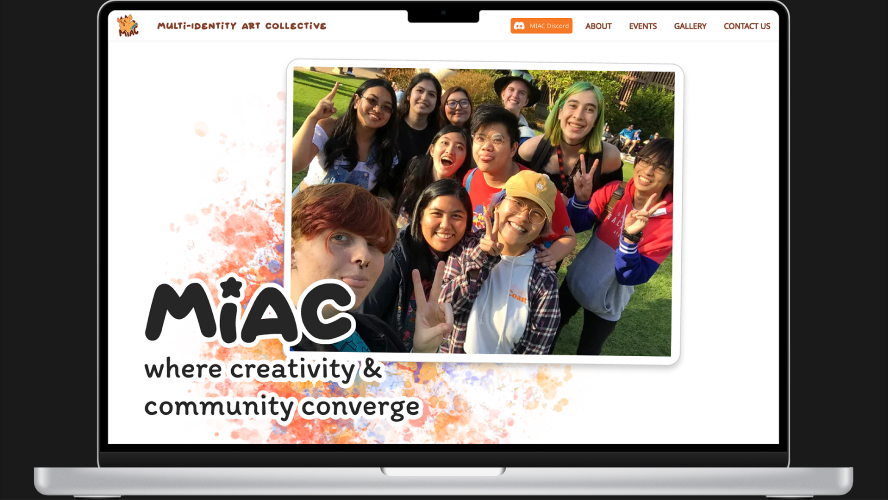 MiAC
MULTI-IDENTITY ART COLLECTIVE
MIAC Discord
ABOUT
EVENTS
GALLERY
CONTACT US
MiAC
where creativity &
community converge